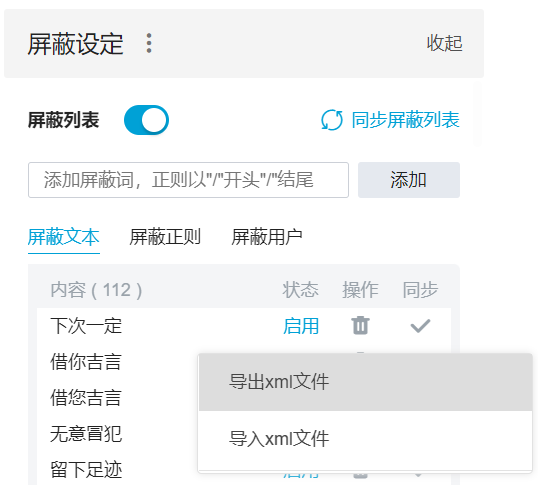 屏蔽设定 收起
屏蔽列表 同步屏蔽列表
添加屏蔽词，正则以"/"开头"/"结尾 添加
屏蔽文本 屏蔽正则 屏蔽用户
内容 ( 112 ) 状态 操作 同步
下次一定 启用
借你吉言
导出xml文件
借您吉言
无意冒犯
导入xml文件
留下足迹 启用